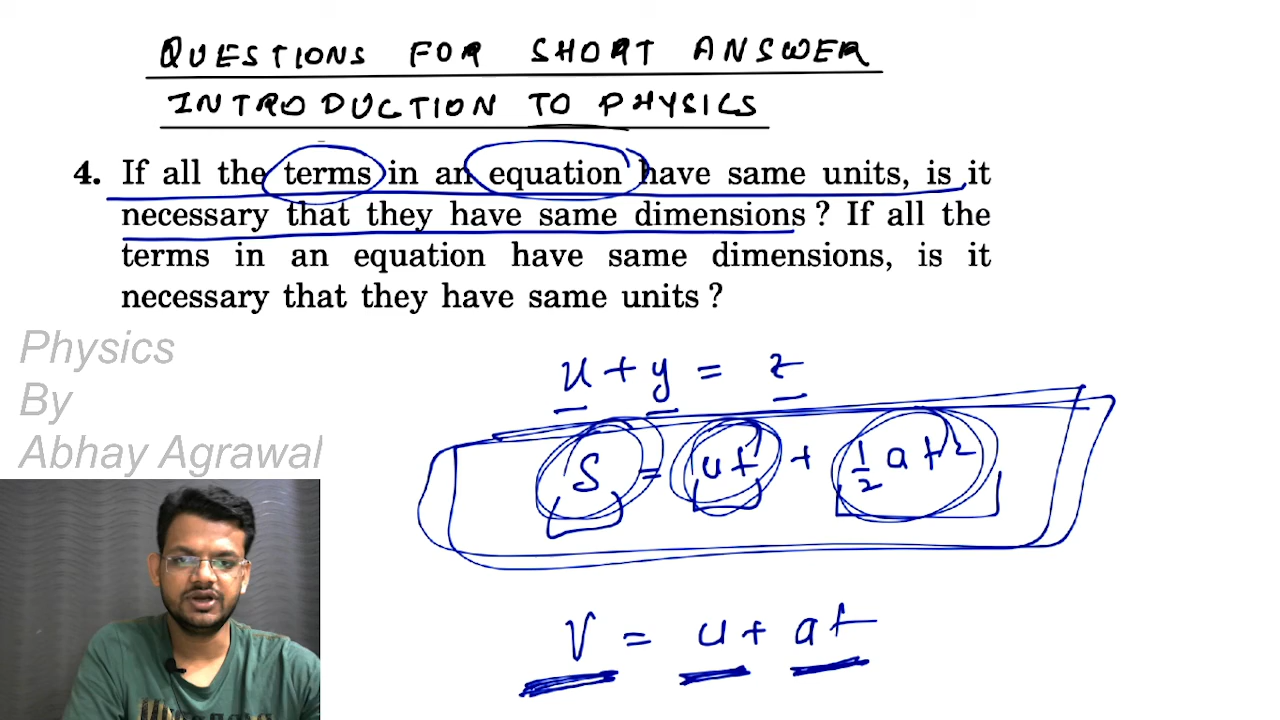 QUESTIONS FOR SHORT ANSWER
INTRODUCTION TO PHYSICS
4. If all the terms in an equation have same units, is it
necessary that they have same dimensions ? If all the
terms in an equation have same dimensions, is it
necessary that they have same units ?
Physics
By
Abhay Agrawal
x + y = z
S = ut + 1/2 at²
V = u + at